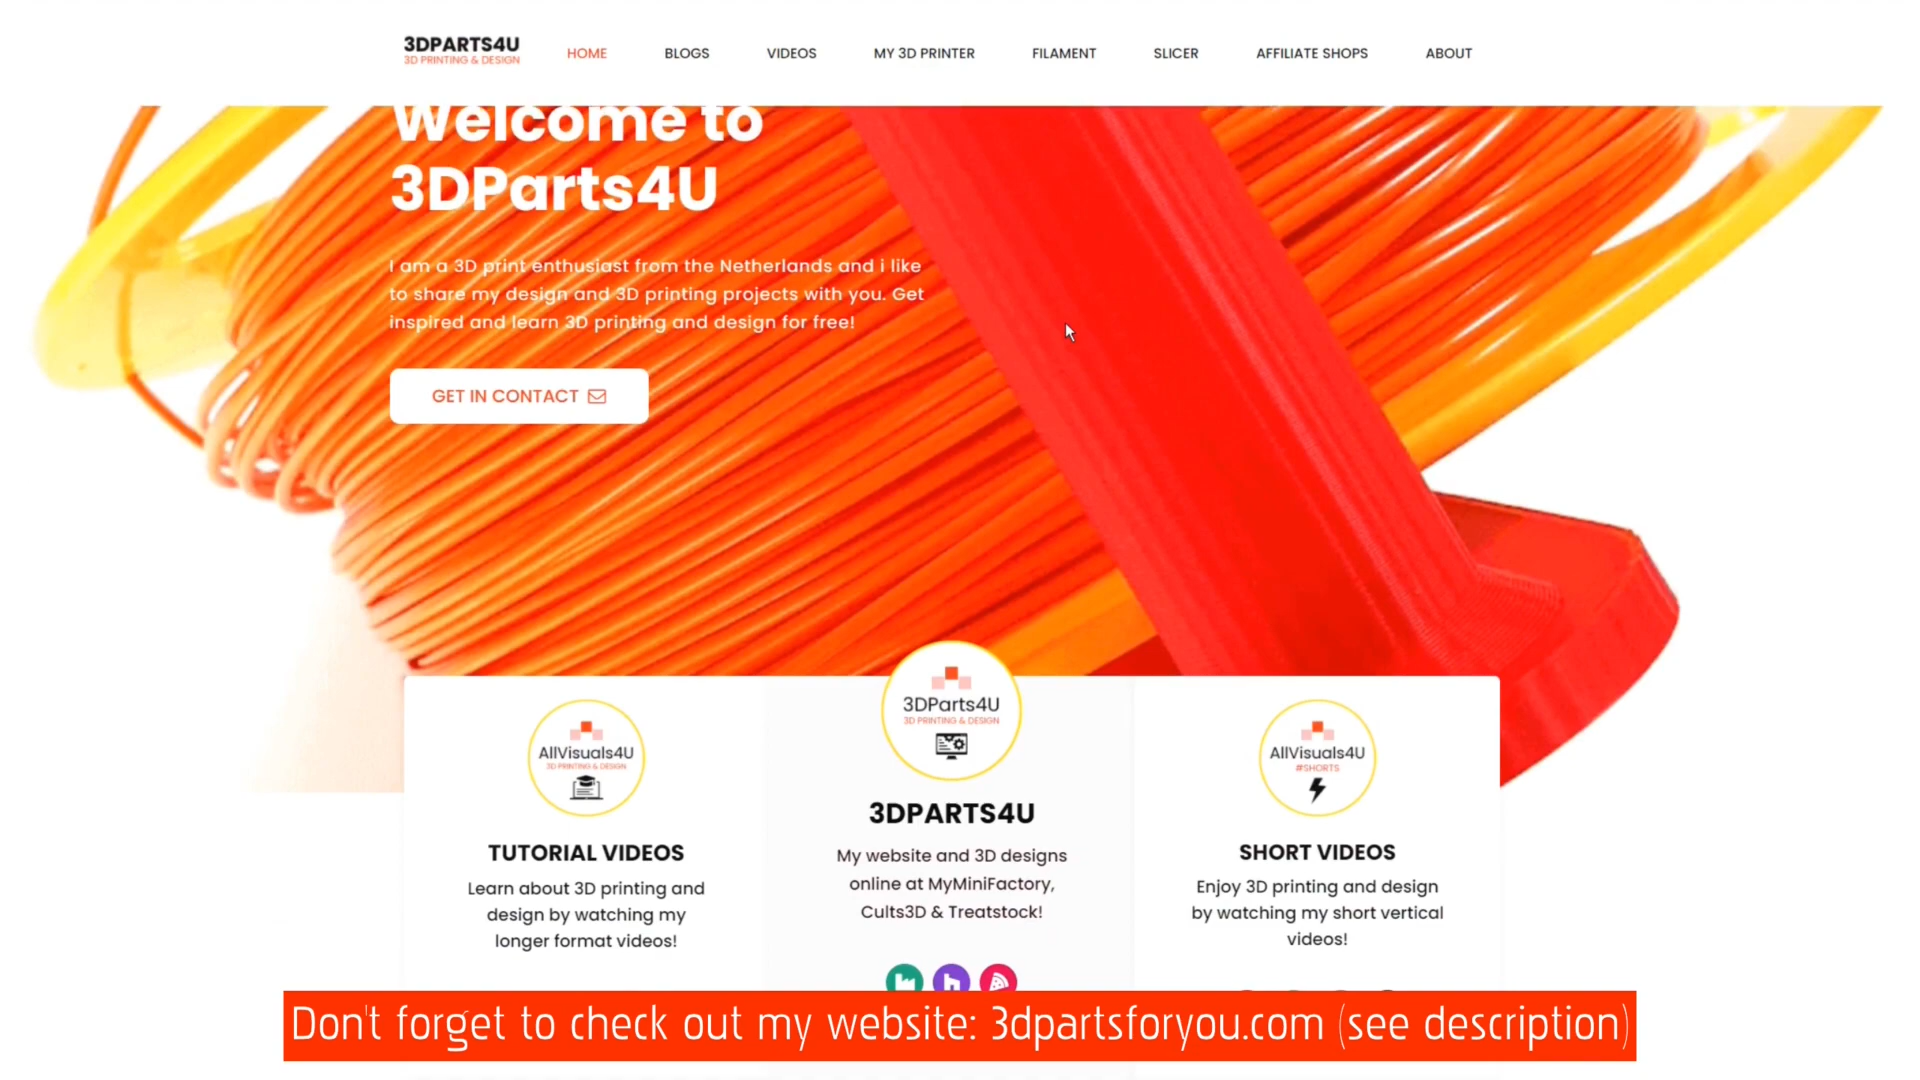 3DPARTS4U
3D PRINTING & DESIGN
HOME
BLOGS
VIDEOS
MY 3D PRINTER
FILAMENT
SLICER
AFFILIATE SHOPS
ABOUT
Welcome to
3DParts4U
I am a 3D print enthusiast from the Netherlands and i like
to share my design and 3D printing projects with you. Get
inspired and learn 3D printing and design for free!
GET IN CONTACT
AllVisuals4U
3D PRINTING & DESIGN
TUTORIAL VIDEOS
Learn about 3D printing and
design by watching my
longer format videos!
3DParts4U
3D PRINTING & DESIGN
3DPARTS4U
My website and 3D designs
online at MyMiniFactory,
Cults3D & Treatstock!
AllVisuals4U
#SHORTS
SHORT VIDEOS
Enjoy 3D printing and design
by watching my short vertical
videos!
Don't forget to check out my website: 3dpartsforyou.com (see description)